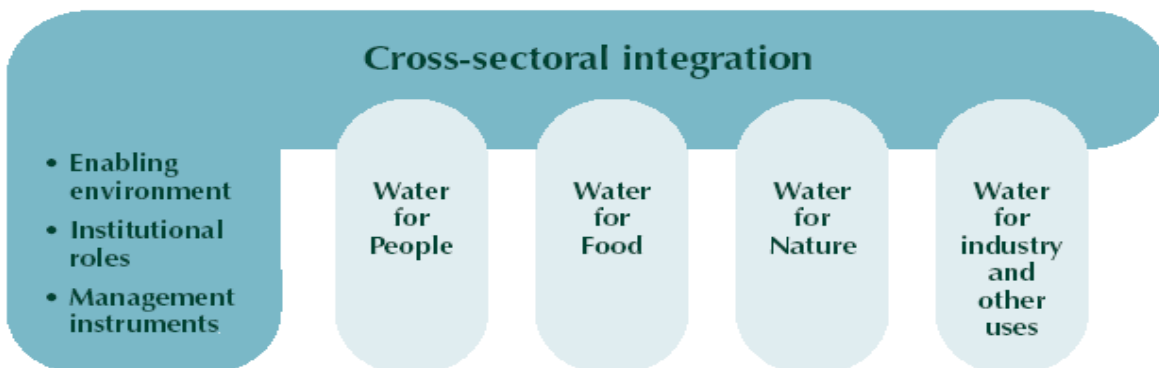 Cross-sectoral integration
• Enabling
environment
• Institutional
roles
• Management
instruments
Water
for
People
Water
for
Food
Water
for
Nature
Water
for
industry
and
other
uses